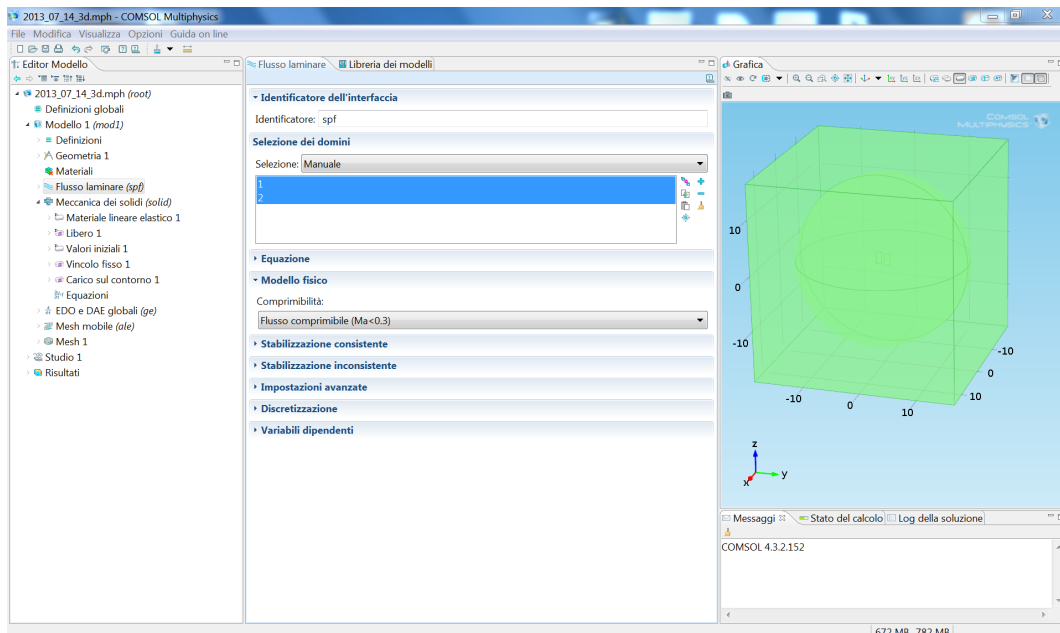 2013_07_14_3d.mph - COMSOL Multiphysics
File Modifica Visualizza Opzioni Guida on line
Editor Modello
2013_07_14_3d.mph (root)
Definizioni globali
Modello 1 (mod1)
Definizioni
Geometria 1
Materiali
Flusso laminare (spf)
Meccanica dei solidi (solid)
Materiale lineare elastico 1
Libero 1
Valori iniziali 1
Vincolo fisso 1
Carico sul contorno 1
Equazioni
EDO e DAE globali (ge)
Mesh mobile (ale)
Mesh 1
Studio 1
Risultati
Flusso laminare Libreria dei modelli
Identificatore dell'interfaccia
Identificatore: spf
Selezione dei domini
Selezione: Manuale
1
2
Equazione
Modello fisico
Comprimibilità:
Flusso comprimibile (Ma<0.3)
Stabilizzazione consistente
Stabilizzazione inconsistente
Impostazioni avanzate
Discretizzazione
Variabili dipendenti
Grafica
COMSOL
MULTIPHYSICS
10
0
-10
-10
0
10
-10
0
10
z
y
x
Messaggi Stato del calcolo Log della soluzione
COMSOL 4.3.2.152
672 MB 782 MB